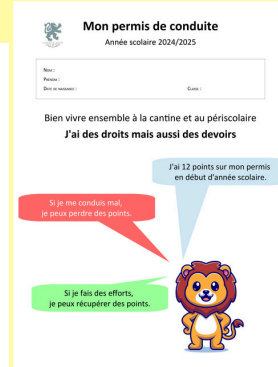 Mon permis de conduite
Année scolaire 2024/2025
Nom :
Prénom :
Date de naissance :
Classe :
Bien vivre ensemble à la cantine et au périscolaire
J'ai des droits mais aussi des devoirs
J'ai 12 points sur mon permis
en début d'année scolaire.
Si je me conduis mal,
je peux perdre des points.
Si je fais des efforts,
je peux récupérer des points.